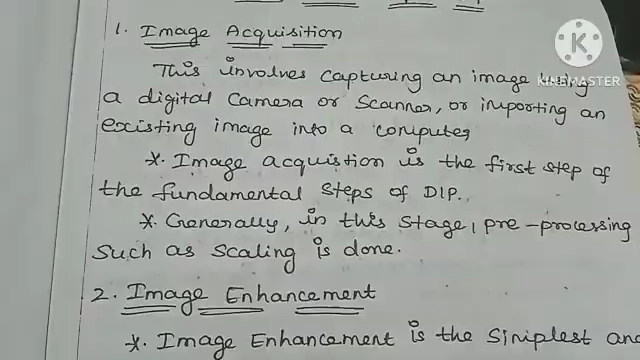 1. Image Acquisition
This involves capturing an image using
a digital camera or scanner, or importing an
existing image into a computer
*. Image acquistion is the first step of
the fundamental steps of DIP.
*. Generally, in this stage, pre-processing
such as scaling is done.
2. Image Enhancement
*. Image Enhancement is the simplest and
KINEMASTER